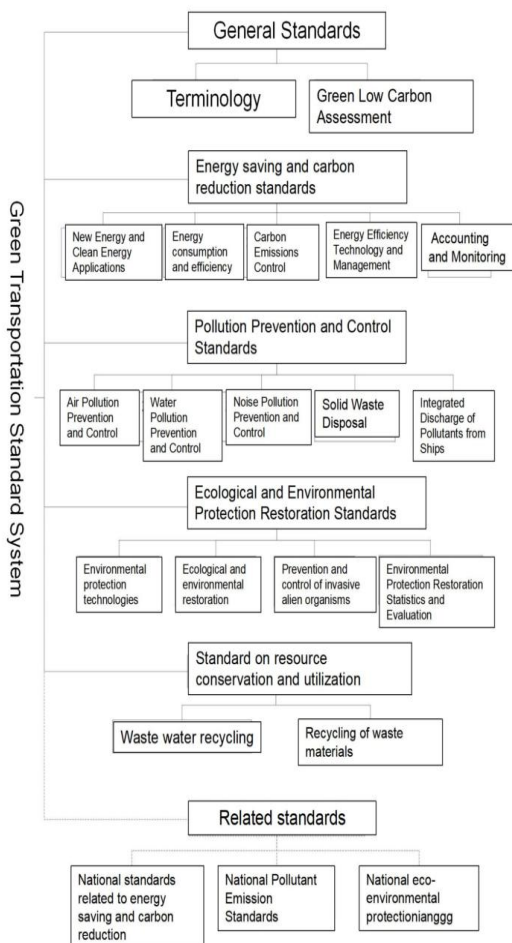 Green Transportation Standard System
General Standards
Terminology
Green Low Carbon
Assessment
Energy saving and carbon
reduction standards
New Energy and
Clean Energy
Applications
Energy
consumption
and efficiency
Carbon
Emissions
Control
Energy Efficiency
Technology and
Management
Accounting
and Monitoring
Pollution Prevention and Control
Standards
Air Pollution
Prevention
and Control
Water
Pollution
Prevention
and Control
Noise Pollution
Prevention and
Control
Solid Waste
Disposal
Integrated
Discharge of
Pollutants from
Ships
Ecological and Environmental
Protection Restoration Standards
Environmental
protection
technologies
Ecological and
environmental
restoration
Prevention and
control of invasive
alien organisms
Environmental
Protection Restoration
Statistics and
Evaluation
Standard on resource
conservation and utilization
Waste water recycling
Recycling of waste
materials
Related standards
National standards
related to energy
saving and carbon
reduction
National Pollutant
Emission
Standards
National eco-
environmental
protectionianggg